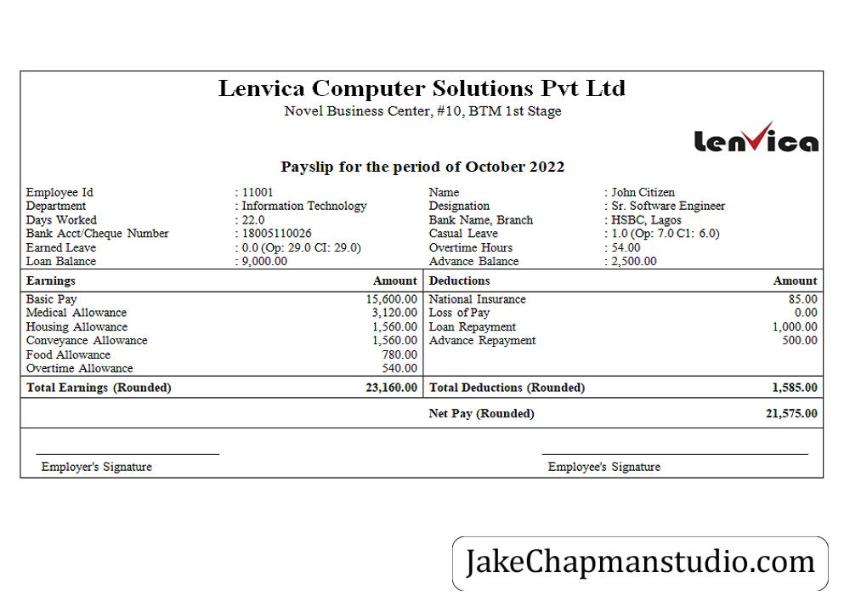 Lenvica Computer Solutions Pvt Ltd
Novel Business Center, #10, BTM 1st Stage
Lenvica
Payslip for the period of October 2022
Employee Id : 11001 Name : John Citizen
Department : Information Technology Designation : Sr. Software Engineer
Days Worked : 22.0 Bank Name, Branch : HSBC, Lagos
Bank Acct/Cheque Number : 18005110026 Casual Leave : 1.0 (Op: 7.0 C1: 6.0)
Earned Leave : 0.0 (Op: 29.0 CI: 29.0) Overtime Hours : 54.00
Loan Balance : 9,000.00 Advance Balance : 2,500.00
Earnings Amount Deductions Amount
Basic Pay 15,600.00 National Insurance 85.00
Medical Allowance 3,120.00 Loss of Pay 0.00
Housing Allowance 1,560.00 Loan Repayment 1,000.00
Conveyance Allowance 1,560.00 Advance Repayment 500.00
Food Allowance 780.00
Overtime Allowance 540.00
Total Earnings (Rounded) 23,160.00 Total Deductions (Rounded) 1,585.00
Net Pay (Rounded) 21,575.00
Employer's Signature Employee's Signature
JakeChapmanstudio.com